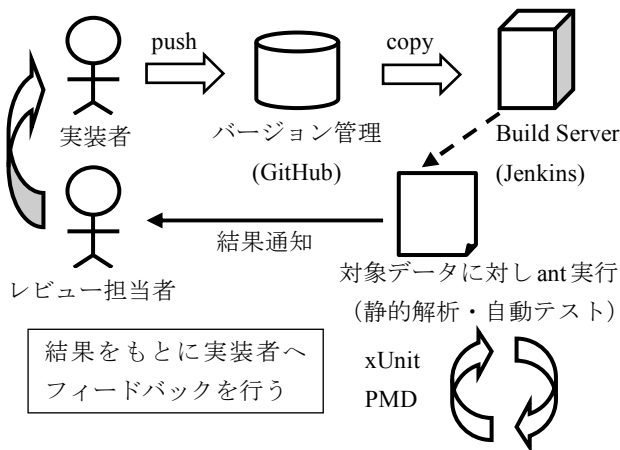 push
copy
実装者
バージョン管理
(GitHub)
Build Server
(Jenkins)
結果通知
レビュー担当者
対象データに対し ant 実行
（静的解析・自動テスト）
結果をもとに実装者へ
フィードバックを行う
xUnit
PMD